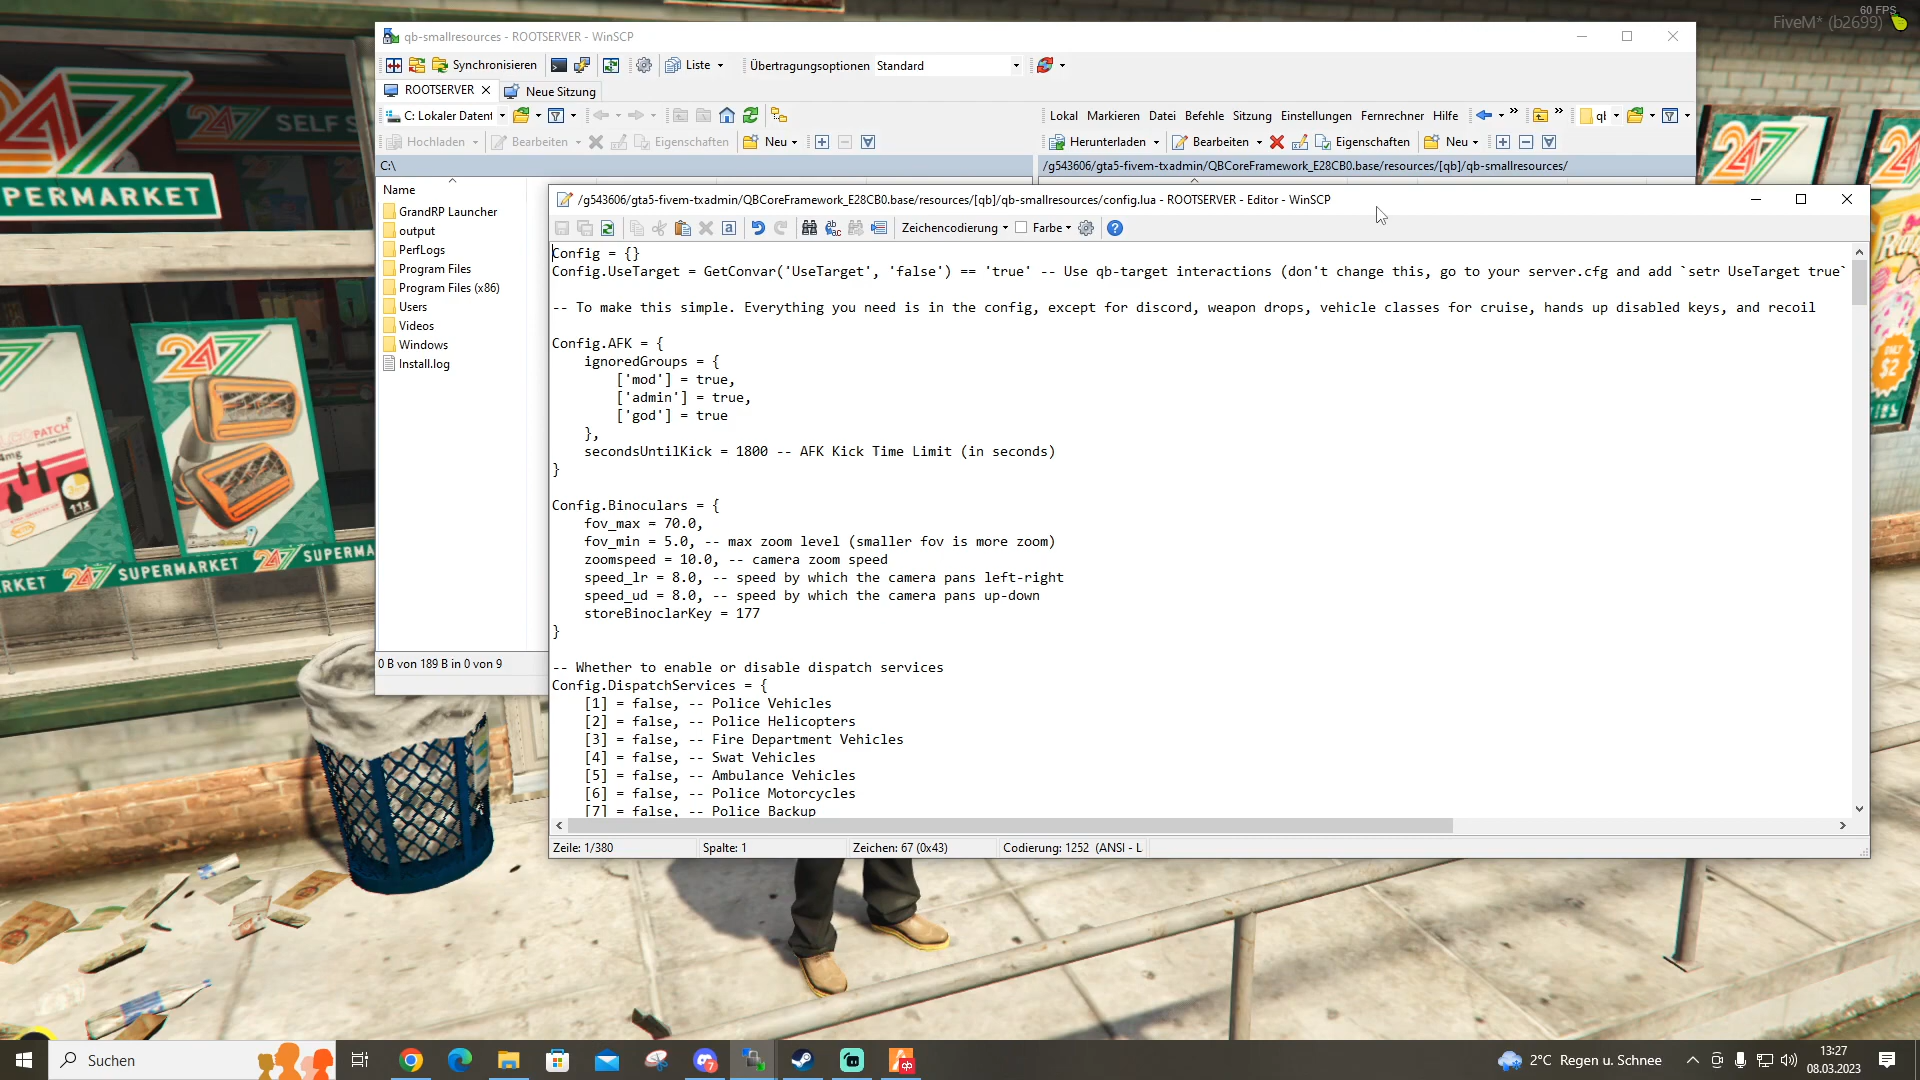 60 FPS
FiveM* (b2699)
qb-smallresources - ROOTSERVER - WinSCP
Synchronisieren
Liste
Übertragungsoptionen Standard
ROOTSERVER
Neue Sitzung
C: Lokaler Datent
Lokal Markieren Datei Befehle Sitzung Einstellungen Fernrechner Hilfe
Hochladen Bearbeiten Eigenschaften Neu
Herunterladen Bearbeiten Eigenschaften Neu
C:\
/g543606/gta5-fivem-txadmin/QBCoreFramework_E28CB0.base/resources/[qb]/qb-smallresources/
Name
GrandRP Launcher
output
PerfLogs
Program Files
Program Files (x86)
Users
Videos
Windows
Install.log
0 B von 189 B in 0 von 9
/g543606/gta5-fivem-txadmin/QBCoreFramework_E28CB0.base/resources/[qb]/qb-smallresources/config.lua - ROOTSERVER - Editor - WinSCP
Zeichencodierung Farbe
Config = {}
Config.UseTarget = GetConvar('UseTarget', 'false') == 'true' -- Use qb-target interactions (don't change this, go to your server.cfg and add `setr UseTarget true`
-- To make this simple. Everything you need is in the config, except for discord, weapon drops, vehicle classes for cruise, hands up disabled keys, and recoil
Config.AFK = {
ignoredGroups = {
['mod'] = true,
['admin'] = true,
['god'] = true
},
secondsUntilKick = 1800 -- AFK Kick Time Limit (in seconds)
}
Config.Binoculars = {
fov_max = 70.0,
fov_min = 5.0, -- max zoom level (smaller fov is more zoom)
zoomspeed = 10.0, -- camera zoom speed
speed_lr = 8.0, -- speed by which the camera pans left-right
speed_ud = 8.0, -- speed by which the camera pans up-down
storeBinoclarKey = 177
}
-- Whether to enable or disable dispatch services
Config.DispatchServices = {
[1] = false, -- Police Vehicles
[2] = false, -- Police Helicopters
[3] = false, -- Fire Department Vehicles
[4] = false, -- Swat Vehicles
[5] = false, -- Ambulance Vehicles
[6] = false, -- Police Motorcycles
[7] = false, -- Police Backup
Zeile: 1/380 Spalte: 1 Zeichen: 67 (0x43) Codierung: 1252 (ANSI - L
247
247 SELF S
PERMARKET
247
247
RKET 247 SUPERMARKET 247 SUPERMA
PATCH
4mg
11x
$2
Suchen
2°C Regen u. Schnee
13:27
08.03.2023